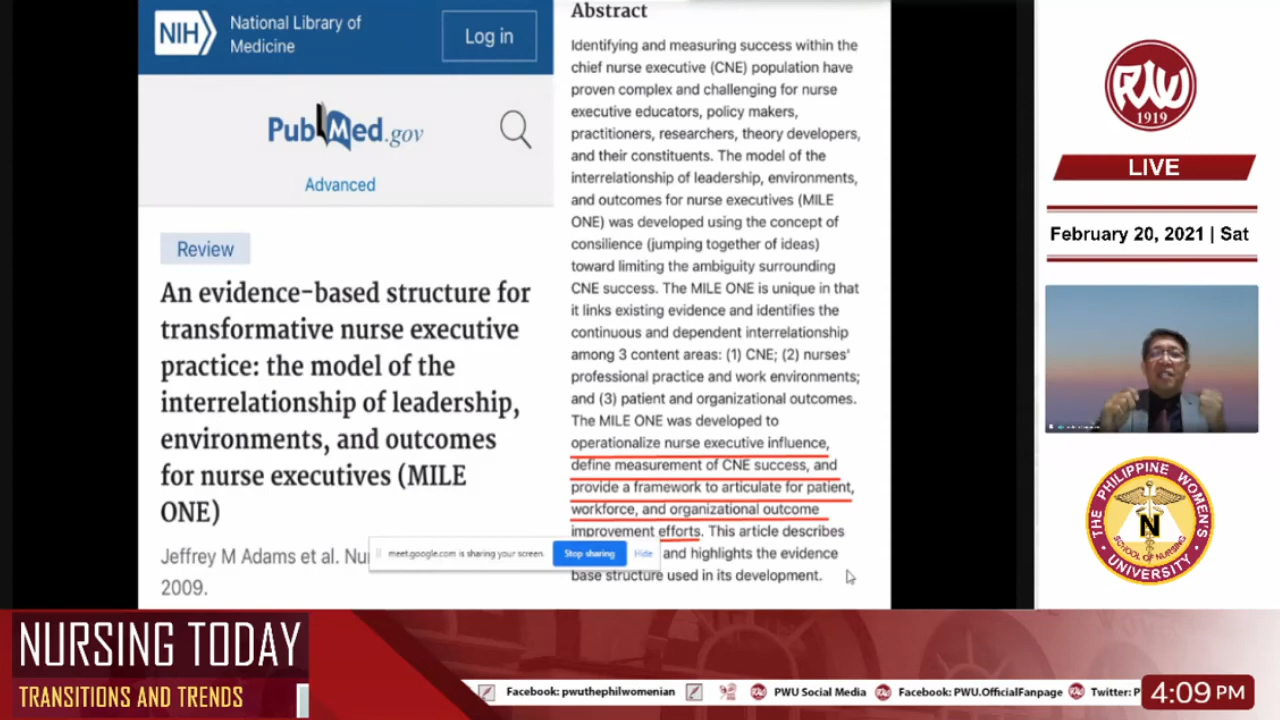 NIH
National Library of
Medicine
Log in
PubMed.gov
Advanced
Review
An evidence-based structure for
transformative nurse executive
practice: the model of the
interrelationship of leadership,
environments, and outcomes
for nurse executives (MILE
ONE)
Jeffrey M Adams et al.
2009.
Abstract
Identifying and measuring success within the
chief nurse executive (CNE) population have
proven complex and challenging for nurse
executive educators, policy makers,
practitioners, researchers, theory developers,
and their constituents. The model of the
interrelationship of leadership, environments,
and outcomes for nurse executives (MILE
ONE) was developed using the concept of
consilience (jumping together of ideas)
toward limiting the ambiguity surrounding
CNE success. The MILE ONE is unique in that
it links existing evidence and identifies the
continuous and dependent interrelationship
among 3 content areas: (1) CNE; (2) nurses'
professional practice and work environments;
and (3) patient and organizational outcomes.
The MILE ONE was developed to
operationalize nurse executive influence,
define measurement of CNE success, and
provide a framework to articulate for patient,
workforce, and organizational outcome
improvement efforts. This article describes
and highlights the evidence
base structure used in its development.
meet.google.com is sharing your screen.
Stop sharing
Hide
PWU
1919
LIVE
February 20, 2021 | Sat
THE PHILIPPINE WOMEN'S
UNIVERSITY
SCHOOL OF NURSING
N
NURSING TODAY
TRANSITIONS AND TRENDS
Facebook: pwuthephilwomenian
PWU Social Media
Facebook: PWU.OfficialFanpage
Twitter: P
4:09 PM